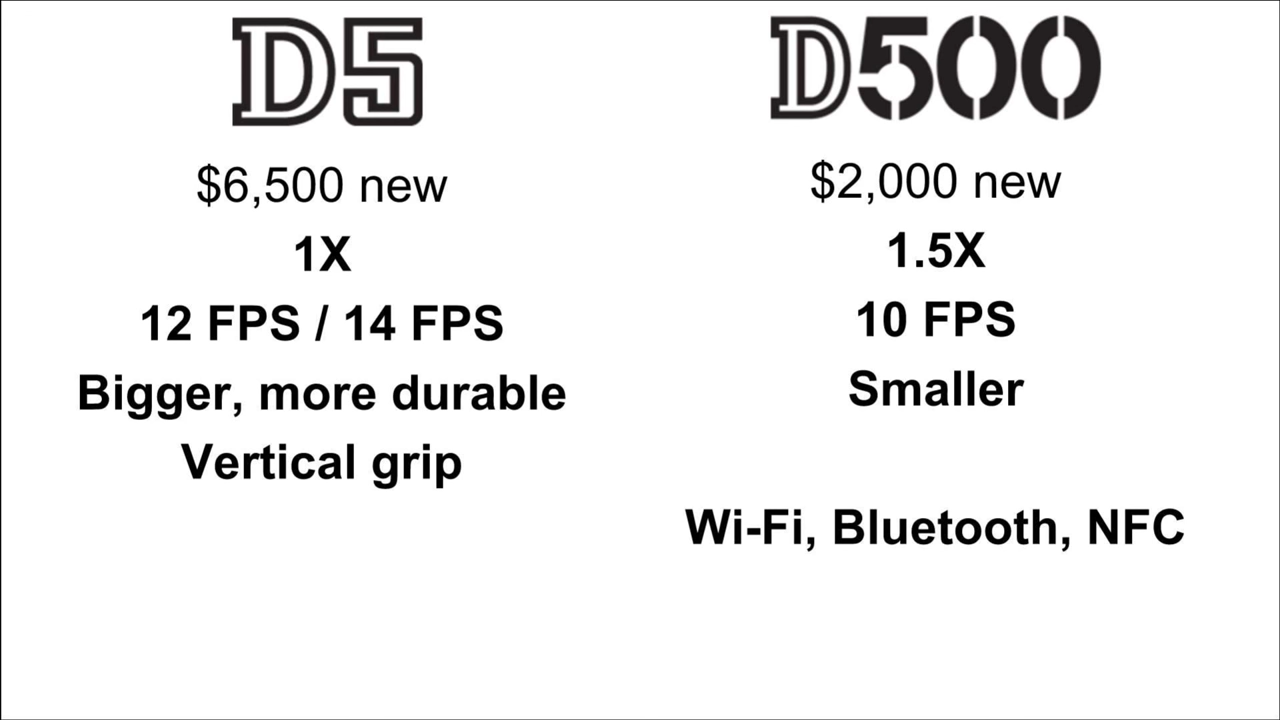 D5
$6,500 new
1X
12 FPS / 14 FPS
Bigger, more durable
Vertical grip
D500
$2,000 new
1.5X
10 FPS
Smaller
Wi-Fi, Bluetooth, NFC